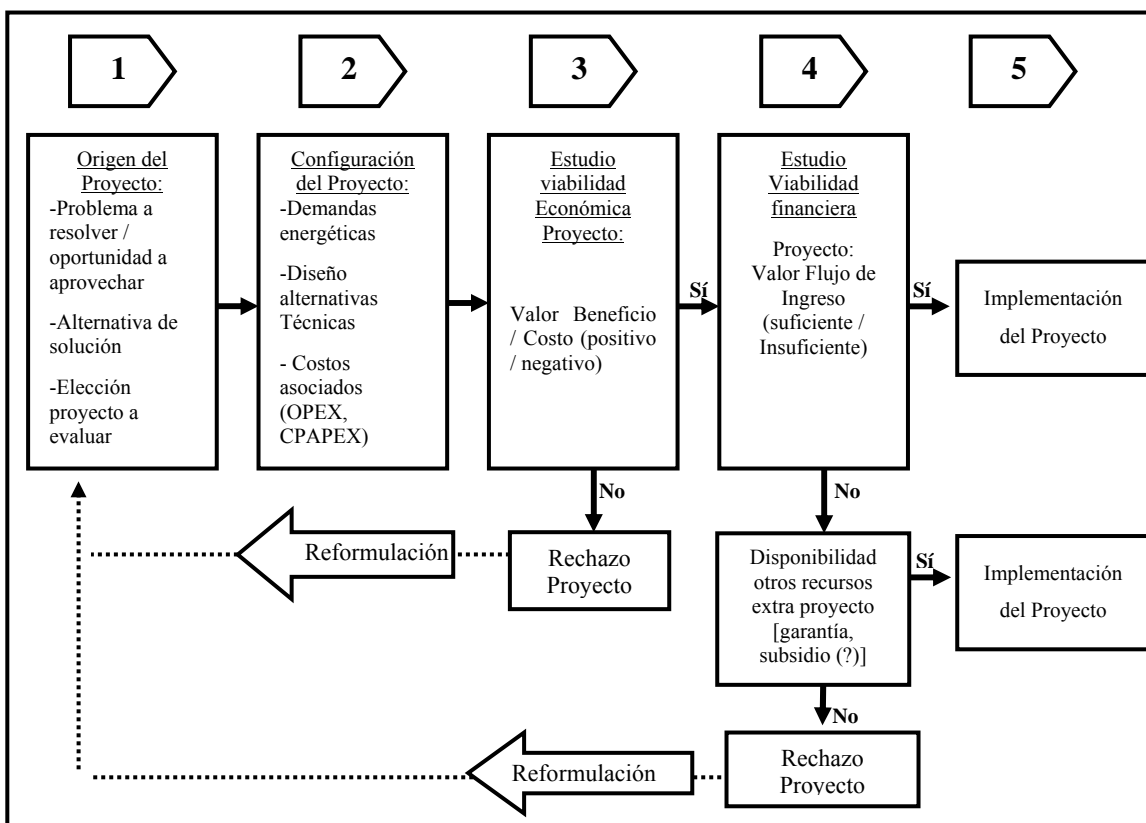 1
2
3
4
5
Origen del
Proyecto:
-Problema a
resolver /
oportunidad a
aprovechar
-Alternativa de
solución
-Elección
proyecto a
evaluar
Configuración
del Proyecto:
-Demandas
energéticas
-Diseño
alternativas
Técnicas
- Costos
asociados
(OPEX,
CPAPEX)
Estudio
viabilidad
Económica
Proyecto:
Valor Beneficio
/ Costo (positivo
/ negativo)
Sí
Estudio
Viabilidad
financiera
Proyecto:
Valor Flujo de
Ingreso
(suficiente /
Insuficiente)
Sí
Implementación
del Proyecto
No
No
Reformulación
Rechazo
Proyecto
Disponibilidad
otros recursos
extra proyecto
[garantía,
subsidio (?)]
Sí
Implementación
del Proyecto
No
Reformulación
Rechazo
Proyecto